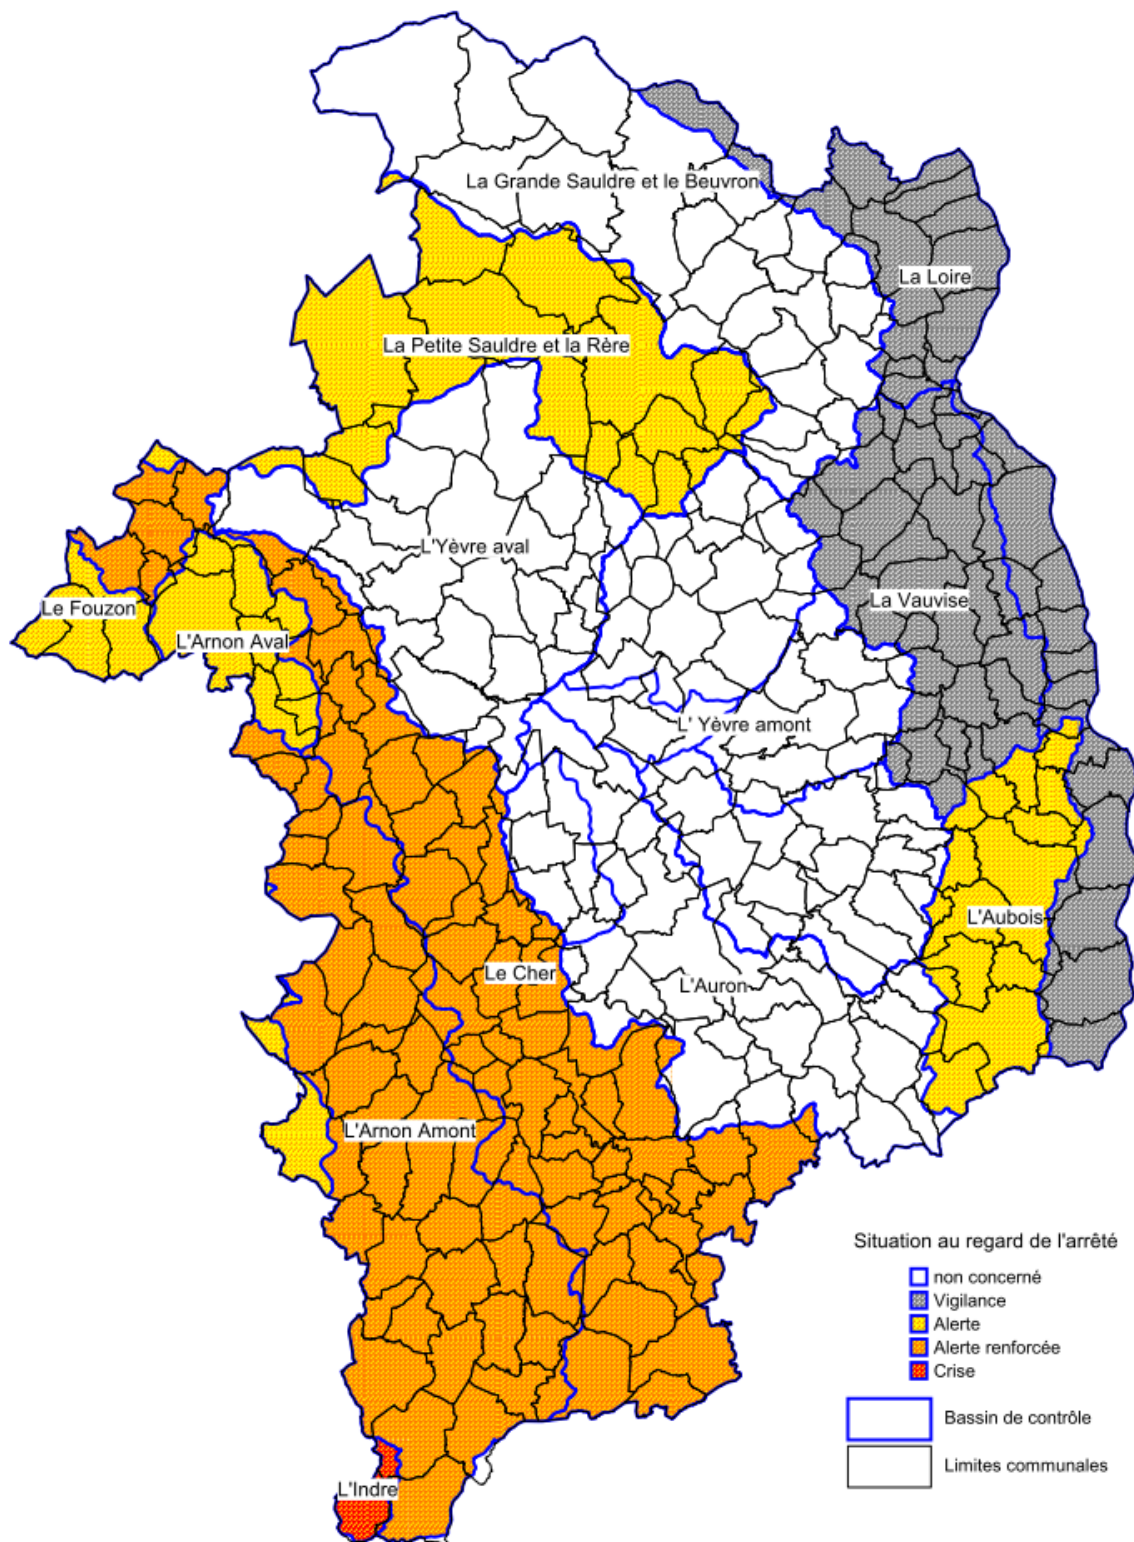 La Grande Sauldre et le Beuvron
La Loire
La Petite Sauldre et la Rère
L'Yèvre aval
La Vauvise
Le Fouzon
L'Arnon Aval
L' Yèvre amont
L'Aubois
Le Cher
L'Auron
L'Arnon Amont
L'Indre
Situation au regard de l'arrêté
non concerné
Vigilance
Alerte
Alerte renforcée
Crise
Bassin de contrôle
Limites communales